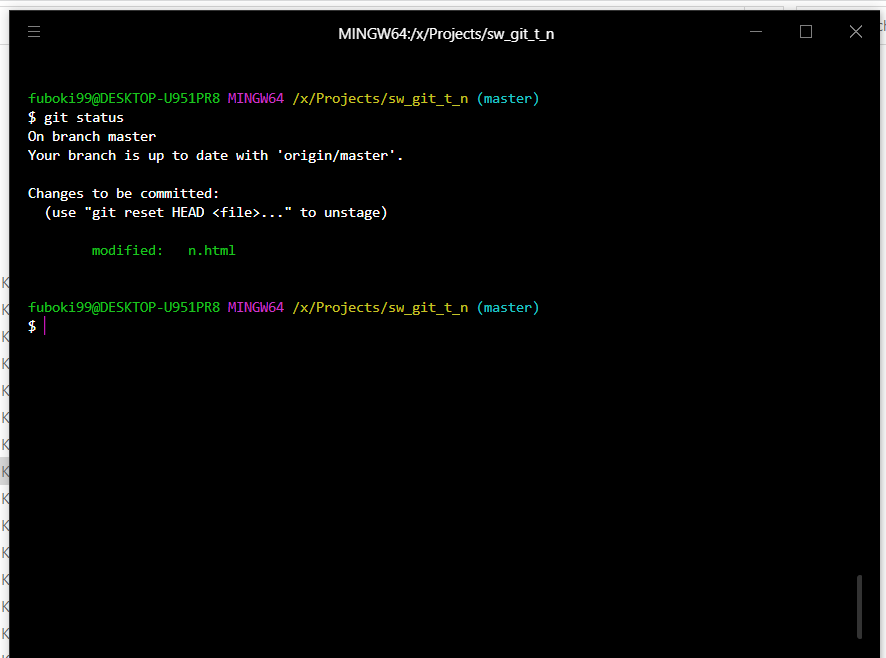 MINGW64:/x/Projects/sw_git_t_n
fuboki99@DESKTOP-U951PR8 MINGW64 /x/Projects/sw_git_t_n (master)
$ git status
On branch master
Your branch is up to date with 'origin/master'.
Changes to be committed:
(use "git reset HEAD <file>..." to unstage)
modified: n.html
fuboki99@DESKTOP-U951PR8 MINGW64 /x/Projects/sw_git_t_n (master)
$